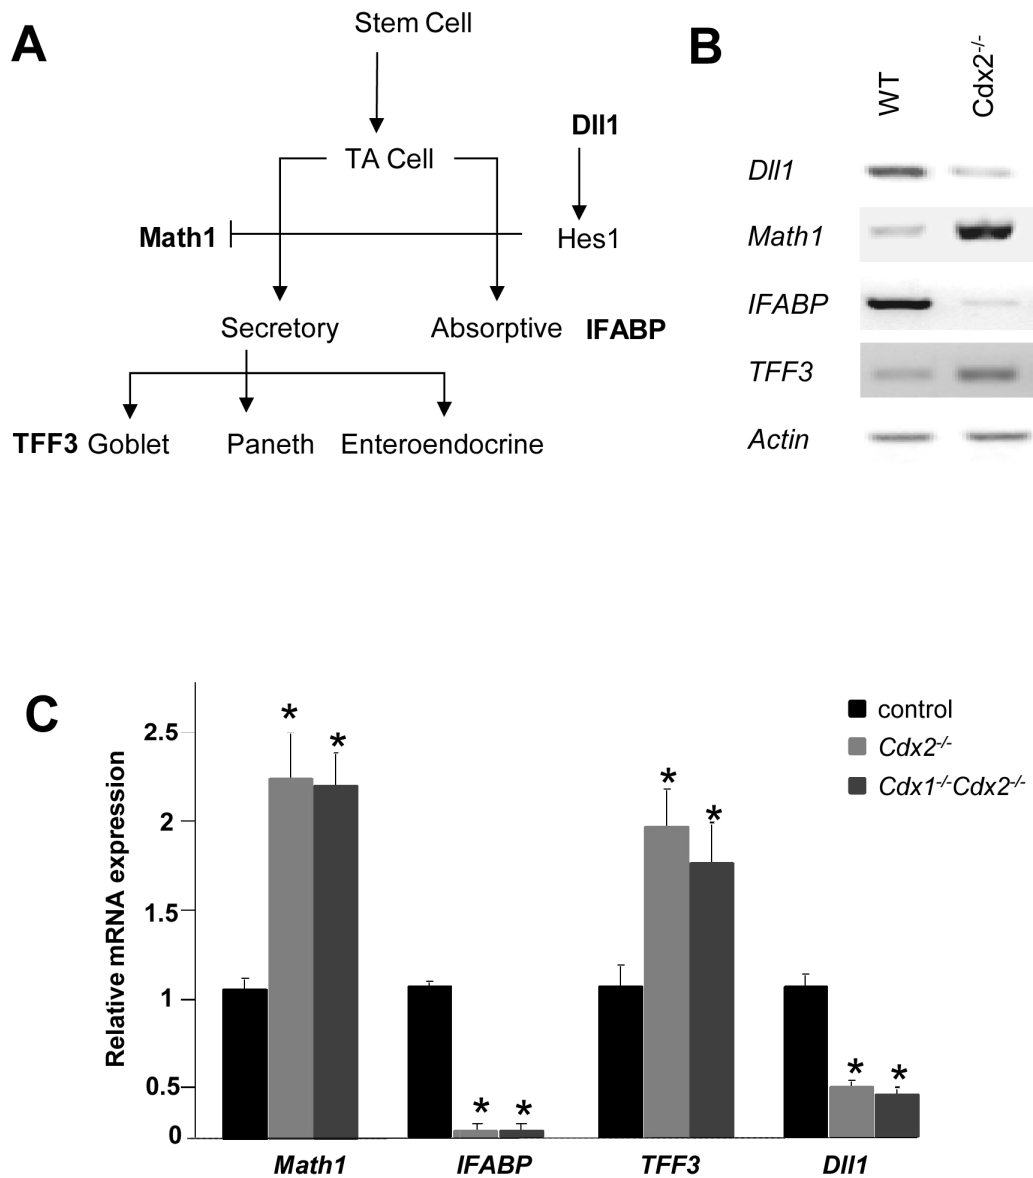 A
Stem Cell
Dll1
TA Cell
Math1
Hes1
Secretory
Absorptive
IFABP
TFF3
Goblet
Paneth
Enteroendocrine
B
WT
Cdx2-/-
Dll1
Math1
IFABP
TFF3
Actin
C
Relative mRNA expression
2.5
2
1.5
1
0.5
0
*
*
*
*
*
*
*
*
Math1
IFABP
TFF3
Dll1
control
Cdx2-/-
Cdx1-/-Cdx2-/-